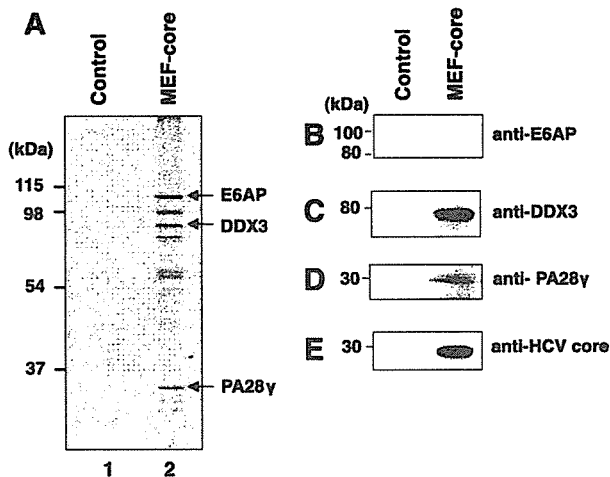 A
Control
MEF-core
(kDa)
115
98
54
37
E6AP
DDX3
PA28γ
1 2
Control
MEF-core
(kDa)
B
100
80
anti-E6AP
C
80
anti-DDX3
D
30
anti- PA28γ
E
30
anti-HCV core